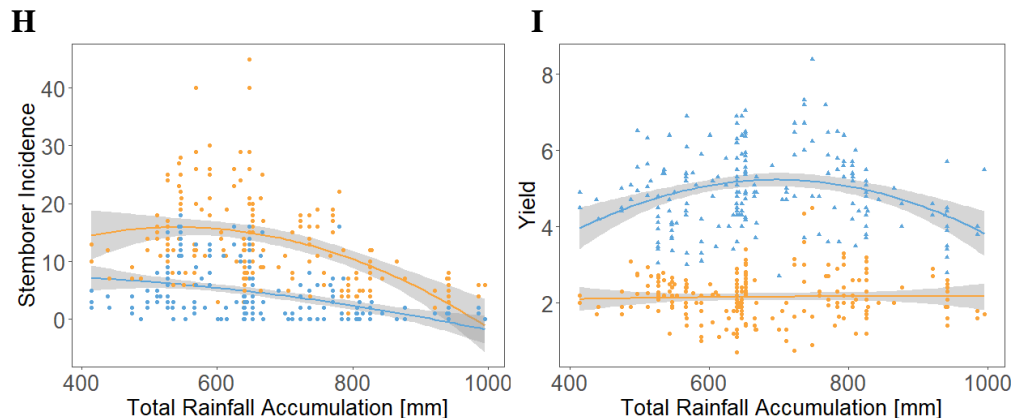 H
I
Stemborer Incidence
40
30
20
10
0
400 600 800 1000
Total Rainfall Accumulation [mm]
Yield
8
6
4
2
400 600 800 1000
Total Rainfall Accumulation [mm]